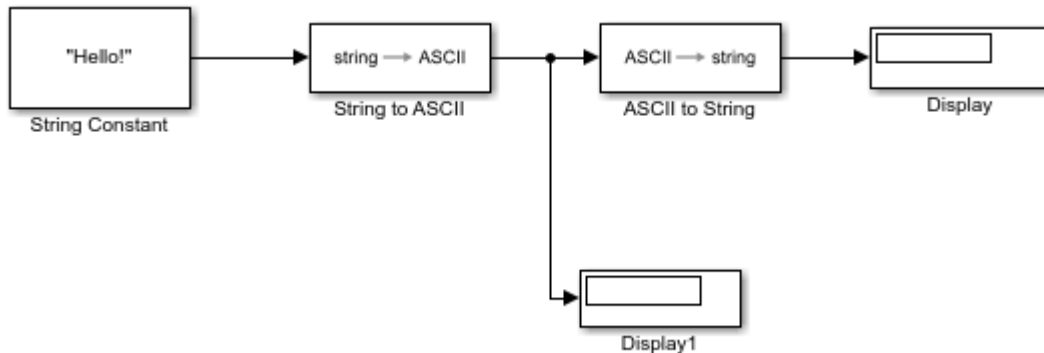 "Hello!"
String Constant
string → ASCII
String to ASCII
ASCII → string
ASCII to String
Display
Display1